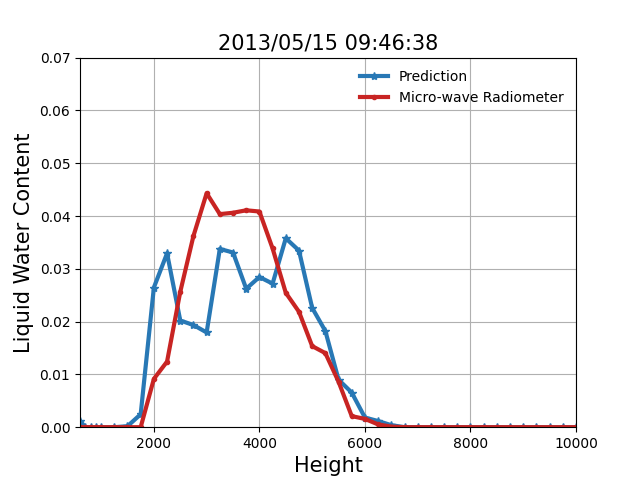 2013/05/15 09:46:38
0.07
0.06
0.05
0.04
0.03
0.02
0.01
0.00
Liquid Water Content
Prediction
Micro-wave Radiometer
2000 4000 6000 8000 10000
Height